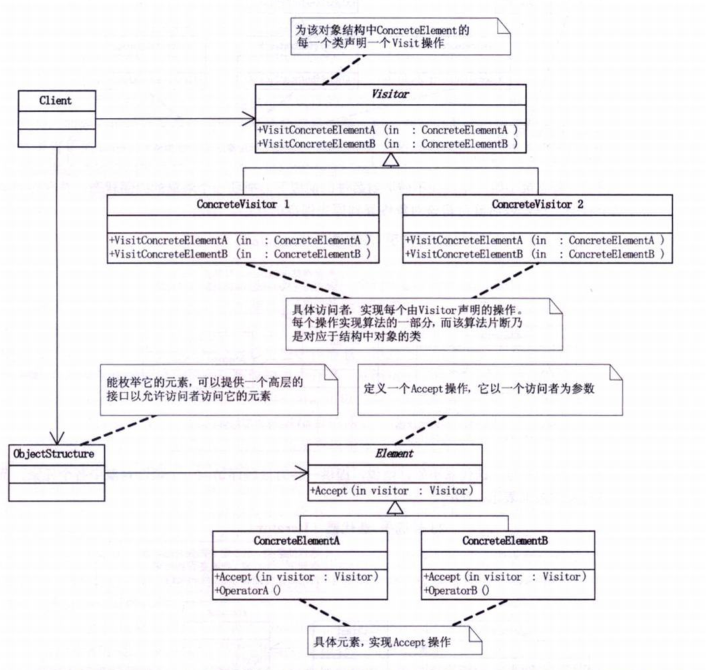 为该对象结构中ConcreteElement的
每一个类声明一个Visit操作
Client
Visitor
+VisitConcreteElementA (in : ConcreteElementA )
+VisitConcreteElementB (in : ConcreteElementB )
ConcreteVisitor 1
+VisitConcreteElementA (in : ConcreteElementA )
+VisitConcreteElementB (in : ConcreteElementB )
ConcreteVisitor 2
+VisitConcreteElementA (in : ConcreteElementA )
+VisitConcreteElementB (in : ConcreteElementB )
具体访问者，实现每个由Visitor声明的操作。
每个操作实现算法的一部分，而该算法片断乃
是对应于结构中对象的类
能枚举它的元素，可以提供一个高层的
接口以允许访问者访问它的元素
定义一个Accept操作，它以一个访问者为参数
ObjectStructure
Element
+Accept(in visitor : Visitor)
ConcreteElementA
+Accept(in visitor : Visitor)
+OperatorA()
ConcreteElementB
+Accept(in visitor : Visitor)
+OperatorB()
具体元素，实现Accept操作